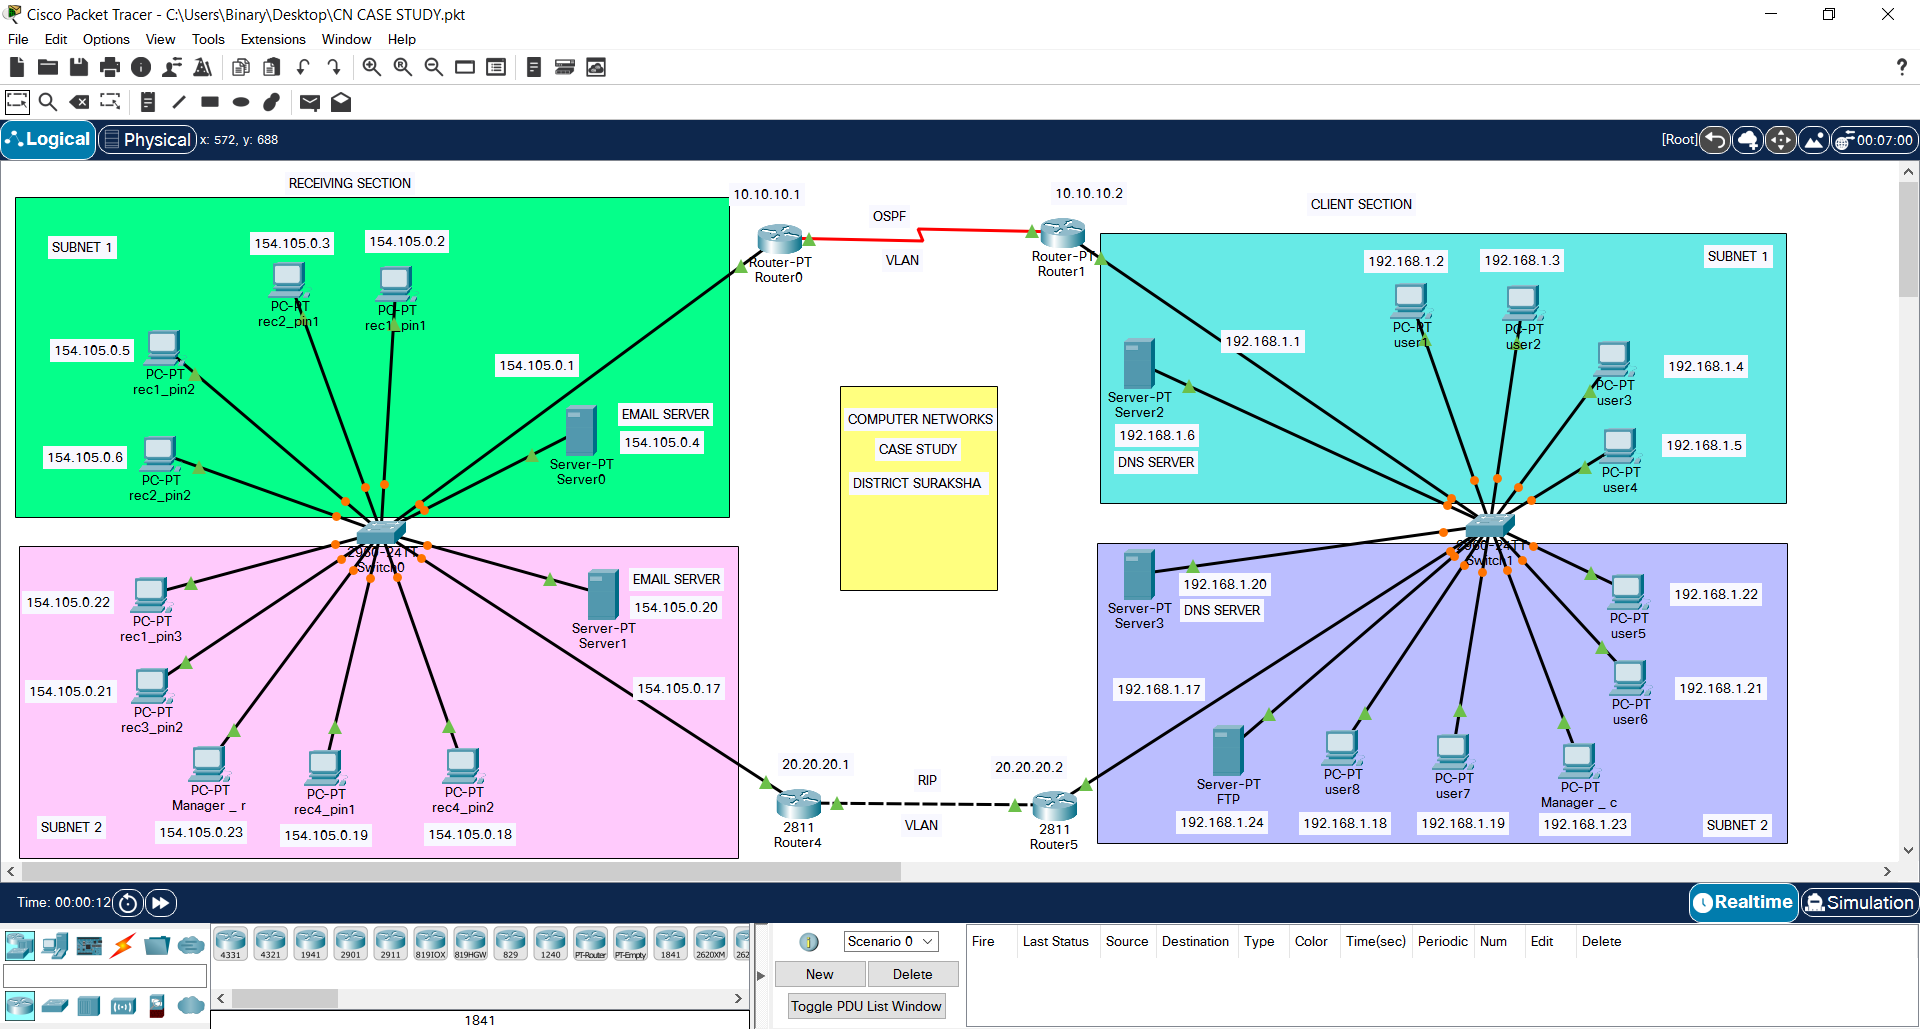 Cisco Packet Tracer - C:\Users\Binary\Desktop\CN CASE STUDY.pkt
File Edit Options View Tools Extensions Window Help
Logical Physical x: 572, y: 688
[Root] 00:07:00
RECEIVING SECTION
SUBNET 1
154.105.0.3
154.105.0.2
PC-PT
rec2_pin1
PC-PT
rec1_pin1
154.105.0.5
PC-PT
rec1_pin2
154.105.0.1
EMAIL SERVER
154.105.0.4
154.105.0.6
PC-PT
rec2_pin2
Server-PT
Server0
2960-24TT
Switch0
10.10.10.1
Router-PT
Router0
OSPF
VLAN
10.10.10.2
Router-PT
Router1
CLIENT SECTION
SUBNET 1
192.168.1.2
192.168.1.3
PC-PT
user1
PC-PT
user2
192.168.1.1
Server-PT
Server2
192.168.1.6
DNS SERVER
PC-PT
user3
192.168.1.4
PC-PT
user4
192.168.1.5
2960-24TT
Switch1
COMPUTER NETWORKS
CASE STUDY
DISTRICT SURAKSHA
154.105.0.22
PC-PT
rec1_pin3
EMAIL SERVER
154.105.0.20
Server-PT
Server1
154.105.0.21
PC-PT
rec3_pin2
154.105.0.17
PC-PT
Manager _ r
154.105.0.23
PC-PT
rec4_pin1
154.105.0.19
PC-PT
rec4_pin2
154.105.0.18
SUBNET 2
20.20.20.1
2811
Router4
RIP
VLAN
20.20.20.2
2811
Router5
192.168.1.20
DNS SERVER
Server-PT
Server3
192.168.1.17
PC-PT
user5
192.168.1.22
PC-PT
user6
192.168.1.21
Server-PT
FTP
192.168.1.24
PC-PT
user8
192.168.1.18
PC-PT
user7
192.168.1.19
PC-PT
Manager _ c
192.168.1.23
SUBNET 2
Time: 00:00:12
Realtime Simulation
4331 4321 1941 2901 2911 819IOX 819HGW 829 1240 PT-Router PT-Empty 1841 2620XM 262
1841
Scenario 0
New Delete
Toggle PDU List Window
Fire Last Status Source Destination Type Color Time(sec) Periodic Num Edit Delete